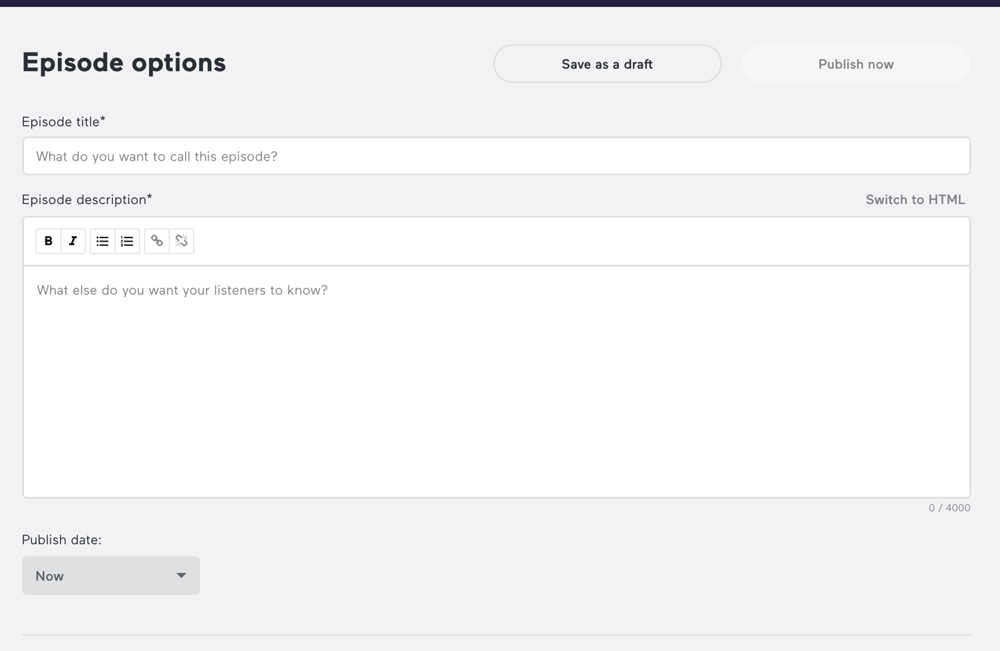 Episode options
Save as a draft
Publish now
Episode title*
What do you want to call this episode?
Episode description*
Switch to HTML
B I
What else do you want your listeners to know?
0 / 4000
Publish date:
Now